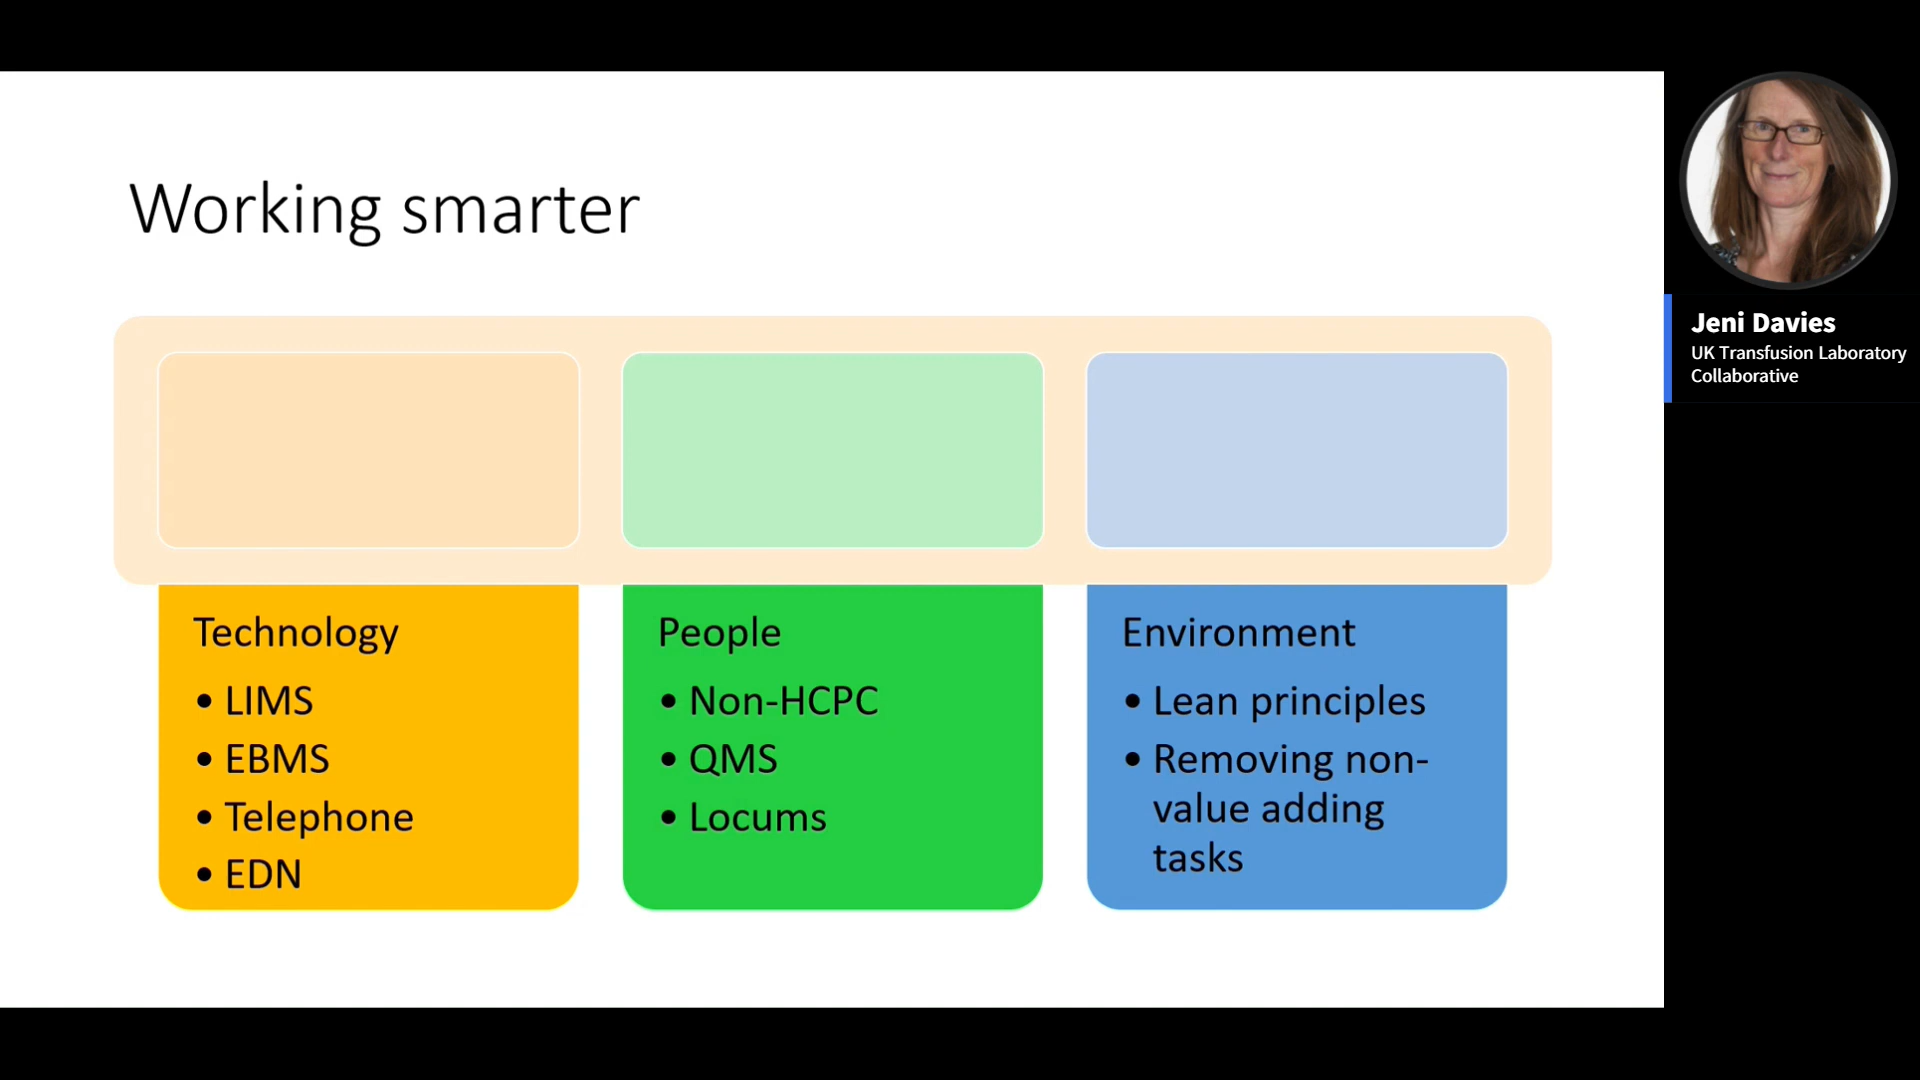 Working smarter
Technology
• LIMS
• EBMS
• Telephone
• EDN
People
• Non-HCPC
• QMS
• Locums
Environment
• Lean principles
• Removing non-
value adding
tasks
Jeni Davies
UK Transfusion Laboratory
Collaborative